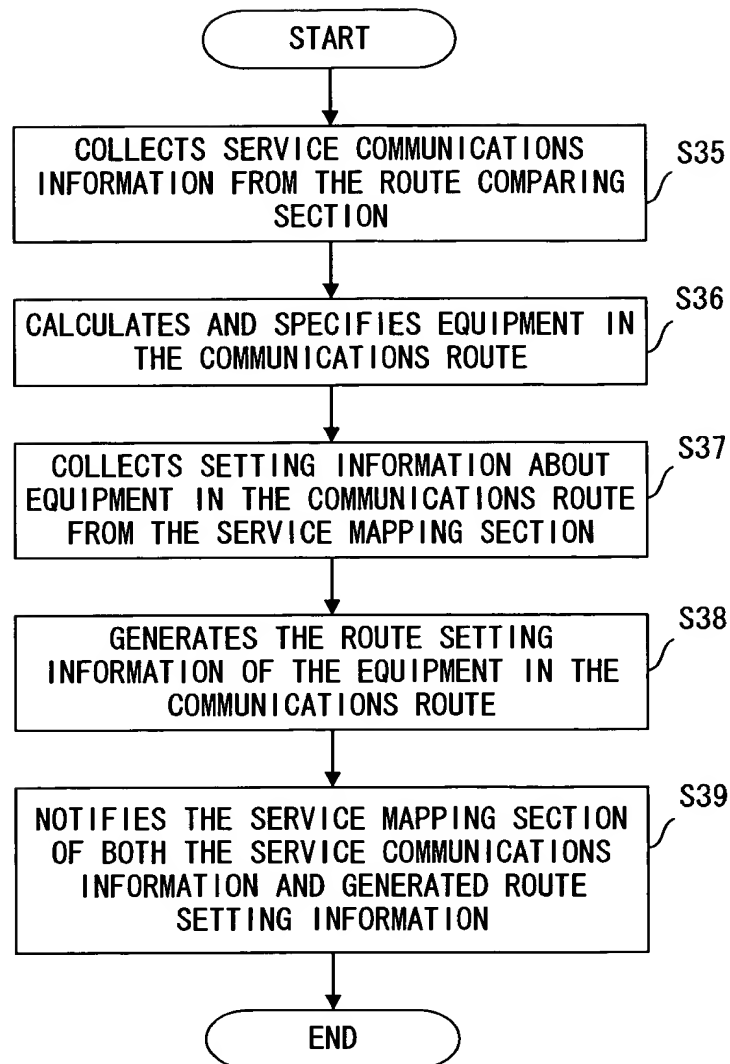 START
COLLECTS SERVICE COMMUNICATIONS
INFORMATION FROM THE ROUTE COMPARING
SECTION
S35
CALCULATES AND SPECIFIES EQUIPMENT IN
THE COMMUNICATIONS ROUTE
S36
COLLECTS SETTING INFORMATION ABOUT
EQUIPMENT IN THE COMMUNICATIONS ROUTE
FROM THE SERVICE MAPPING SECTION
S37
GENERATES THE ROUTE SETTING
INFORMATION OF THE EQUIPMENT IN THE
COMMUNICATIONS ROUTE
S38
NOTIFIES THE SERVICE MAPPING SECTION
OF BOTH THE SERVICE COMMUNICATIONS
INFORMATION AND GENERATED ROUTE
SETTING INFORMATION
S39
END